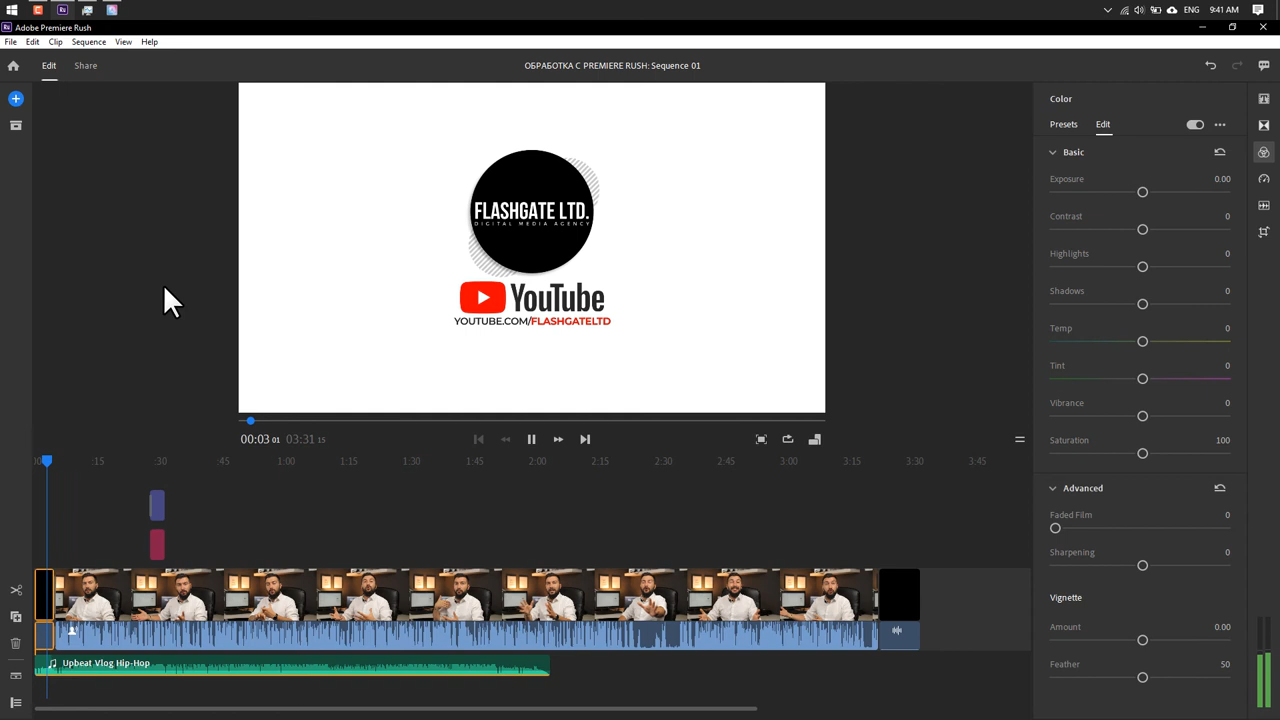 ENG
9:41 AM
Adobe Premiere Rush
File Edit Clip Sequence View Help
Edit Share
ОБРАБОТКА С PREMIERE RUSH: Sequence 01
Color
Presets Edit
Basic
Exposure 0.00
Contrast 0
Highlights 0
Shadows 0
Temp 0
Tint 0
Vibrance 0
Saturation 100
Advanced
Faded Film 0
Sharpening 0
Vignette
Amount 0.00
Feather 50
FLASHGATE LTD.
DIGITAL MEDIA AGENCY
YouTube
YOUTUBE.COM/FLASHGATELTD
00:03 01 03:31 15
:15 :30 :45 1:00 1:15 1:30 1:45 2:00 2:15 2:30 2:45 3:00 3:15 3:30 3:45
Upbeat Vlog Hip-Hop